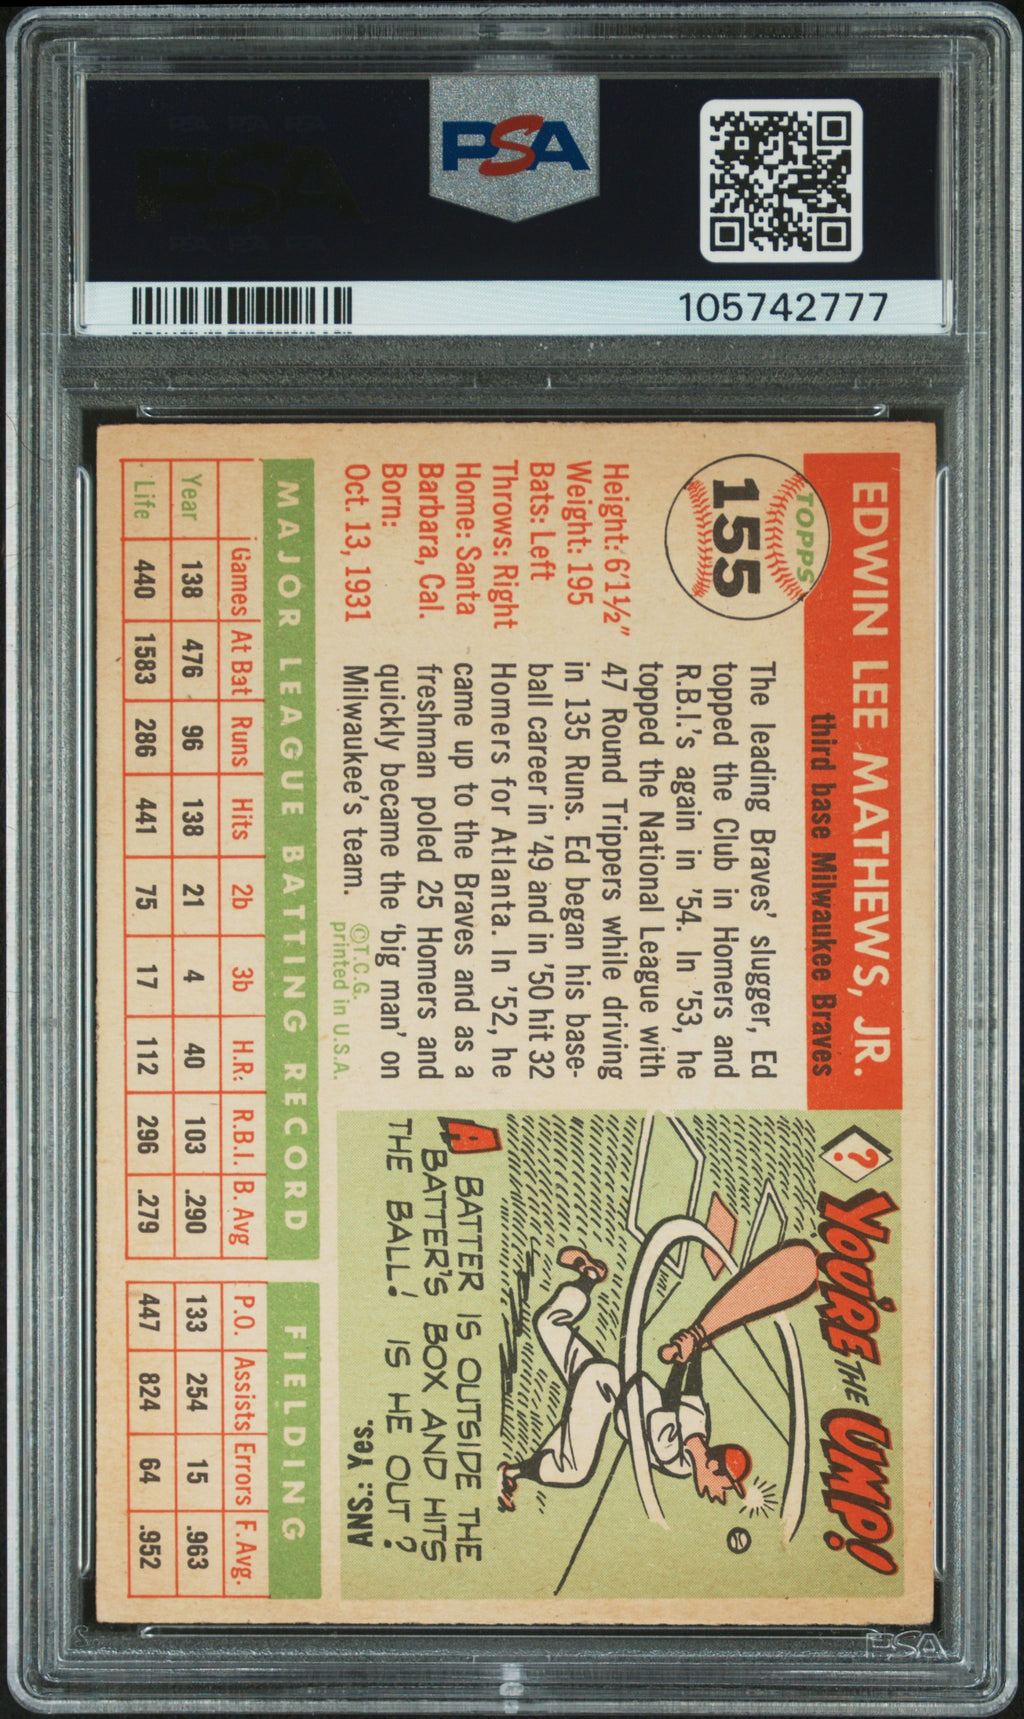 PSA
105742777
EDWIN LEE MATHEWS, JR.
third base Milwaukee Braves
TOPPS
155
Height: 6'1½"
Weight: 195
Bats: Left
Throws: Right
Home: Santa
Barbara, Cal.
Born:
Oct. 13, 1931
The leading Braves' slugger, Ed
topped the Club in Homers and
R.B.I.'s again in '54. In '53, he
topped the National League with
47 Round Trippers while driving
in 135 Runs. Ed began his base-
ball career in '49 and in '50 hit 32
Homers for Atlanta. In '52, he
came up to the Braves and as a
freshman poled 25 Homers and
quickly became the 'big man' on
Milwaukee's team.
©T.C.G.
printed in U.S.A.
?
YOU'RE THE UMP!
A BATTER IS OUTSIDE THE
BATTER'S BOX AND HITS
THE BALL! IS HE OUT?
ANS.: Yes.
MAJOR LEAGUE BATTING RECORD
Games At Bat Runs Hits 2b 3b H.R. R.B.I. B. Avg
Year 138 476 96 138 21 4 40 103 .290
Life 440 1583 286 441 75 17 112 296 .279
FIELDING
P.O. Assists Errors F. Avg.
133 254 15 .963
447 824 64 .952
PSA